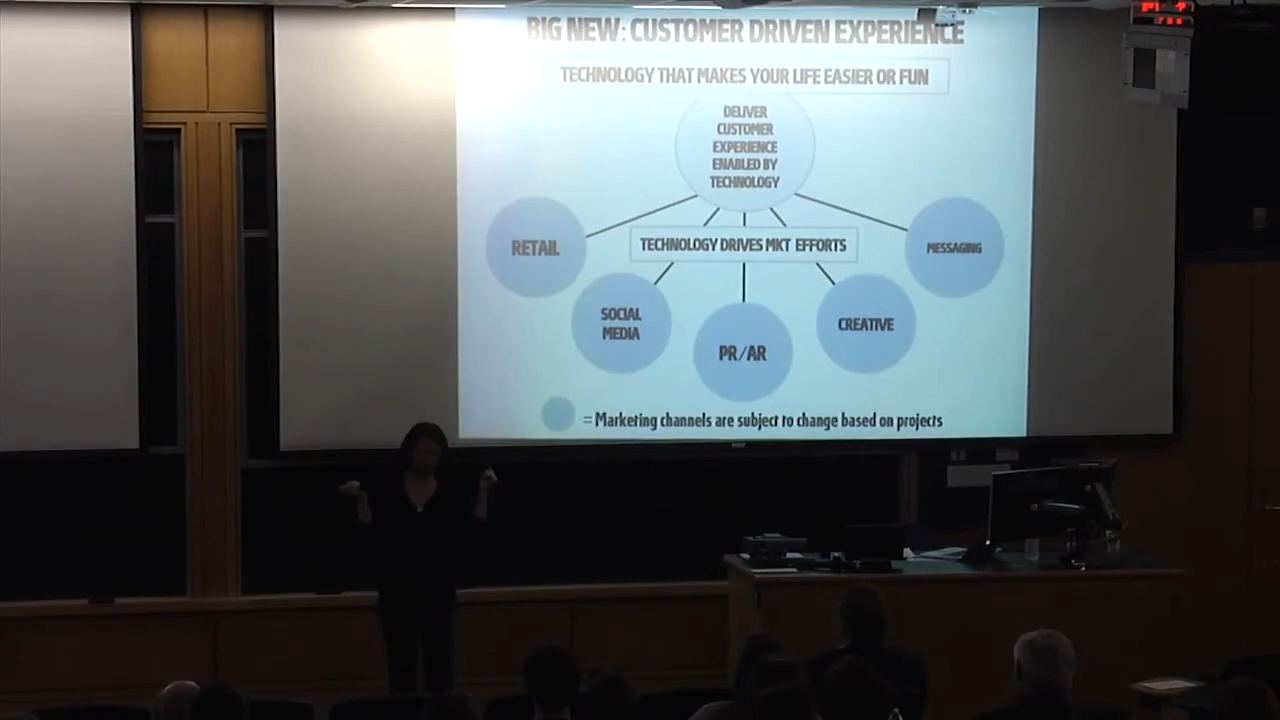 BIG NEW: CUSTOMER DRIVEN EXPERIENCE
TECHNOLOGY THAT MAKES YOUR LIFE EASIER OR FUN
DELIVER
CUSTOMER
EXPERIENCE
ENABLED BY
TECHNOLOGY
RETAIL
TECHNOLOGY DRIVES MKT EFFORTS
MESSAGING
SOCIAL
MEDIA
PR/AR
CREATIVE
= Marketing channels are subject to change based on projects